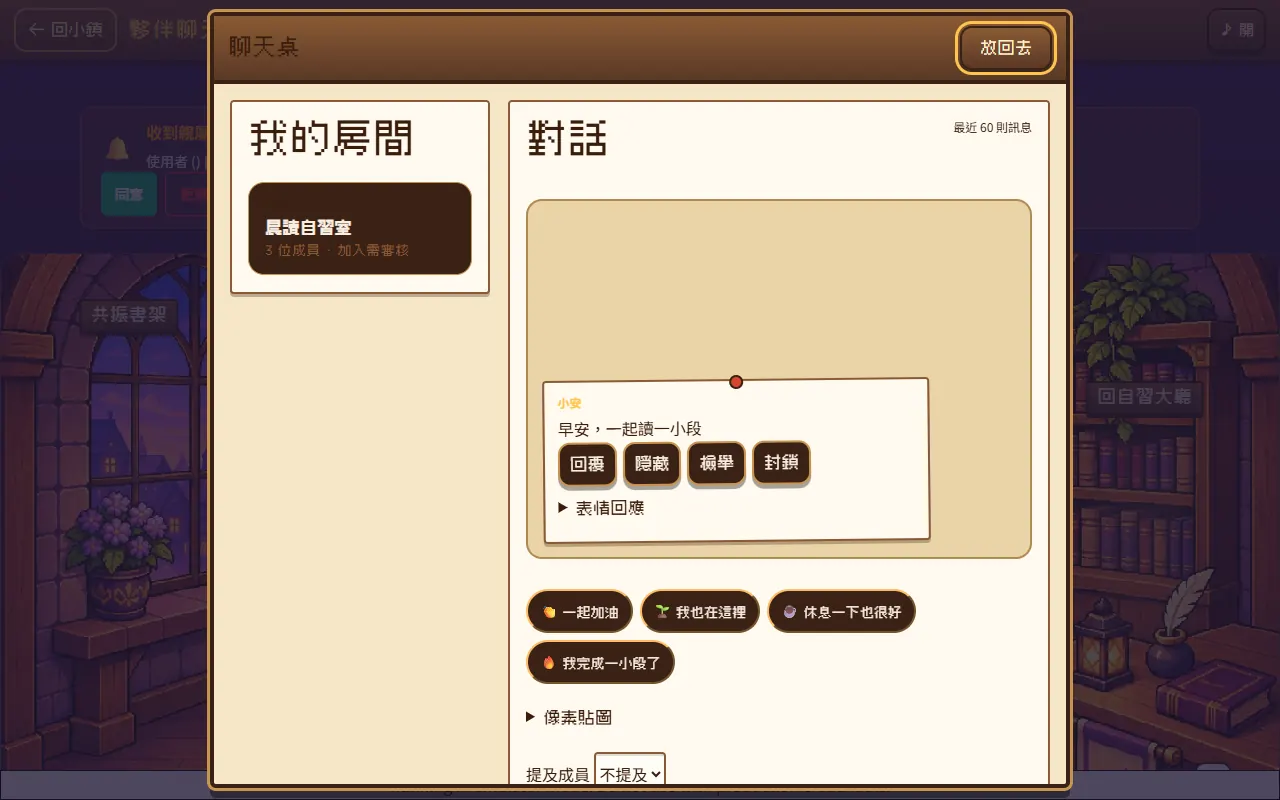 ← 回小鎮
夥伴聊
♪ 開
聊天桌
放回去
收到
使用者 ()
同意
共振書架
回自習大廳
我的房間
晨讀自習室
3 位成員 · 加入需審核
對話
最近 60 則訊息
小安
早安，一起讀一小段
回覆
隱藏
檢舉
封鎖
▶ 表情回應
👏 一起加油
🌱 我也在這裡
☕ 休息一下也很好
🔥 我完成一小段了
▶ 像素貼圖
提及成員 不提及